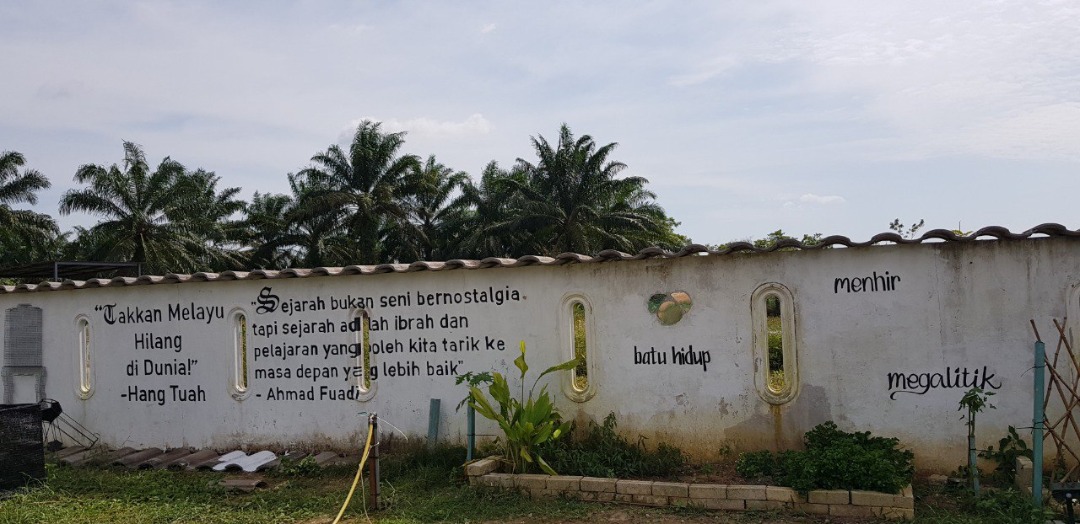 "Takkan Melayu
Hilang
di Dunia!"
-Hang Tuah
"Sejarah bukan seni bernostalgia
tapi sejarah adalah ibrah dan
pelajaran yang boleh kita tarik ke
masa depan yang lebih baik"
- Ahmad Fuadi
batu hidup
menhir
megalitik